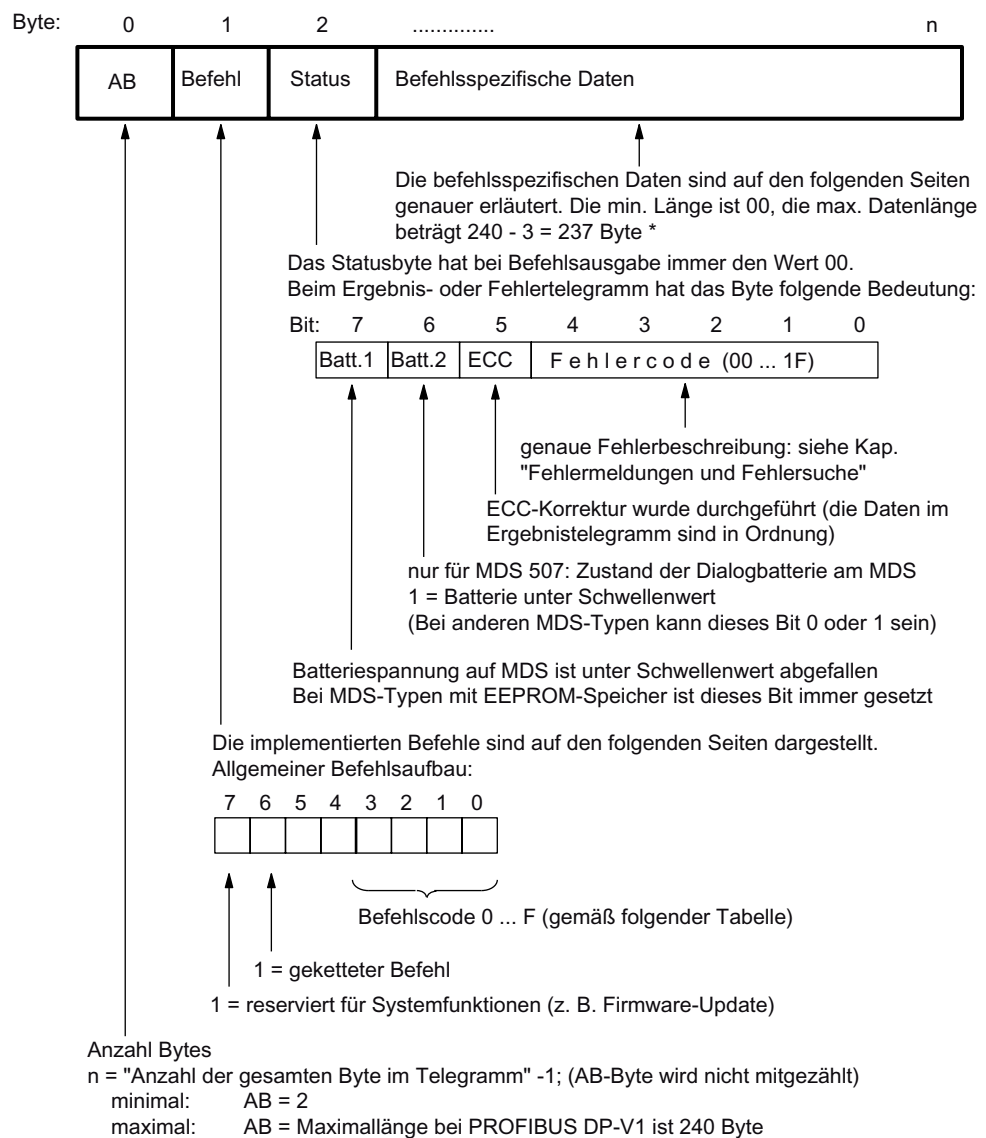 Byte: 0 1 2 .............. n
AB Befehl Status Befehlsspezifische Daten
Die befehlsspezifischen Daten sind auf den folgenden Seiten
genauer erläutert. Die min. Länge ist 00, die max. Datenlänge
beträgt 240 - 3 = 237 Byte *
Das Statusbyte hat bei Befehlsausgabe immer den Wert 00.
Beim Ergebnis- oder Fehlertelegramm hat das Byte folgende Bedeutung:
Bit: 7 6 5 4 3 2 1 0
Batt.1 Batt.2 ECC F e h l e r c o d e (00 ... 1F)
genaue Fehlerbeschreibung: siehe Kap.
"Fehlermeldungen und Fehlersuche"
ECC-Korrektur wurde durchgeführt (die Daten im
Ergebnistelegramm sind in Ordnung)
nur für MDS 507: Zustand der Dialogbatterie am MDS
1 = Batterie unter Schwellenwert
(Bei anderen MDS-Typen kann dieses Bit 0 oder 1 sein)
Batteriespannung auf MDS ist unter Schwellenwert abgefallen
Bei MDS-Typen mit EEPROM-Speicher ist dieses Bit immer gesetzt
Die implementierten Befehle sind auf den folgenden Seiten dargestellt.
Allgemeiner Befehlsaufbau:
7 6 5 4 3 2 1 0
Befehlscode 0 ... F (gemäß folgender Tabelle)
1 = geketteter Befehl
1 = reserviert für Systemfunktionen (z. B. Firmware-Update)
Anzahl Bytes
n = "Anzahl der gesamten Byte im Telegramm" -1; (AB-Byte wird nicht mitgezählt)
minimal: AB = 2
maximal: AB = Maximallänge bei PROFIBUS DP-V1 ist 240 Byte